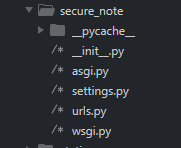 secure_note
__pycache__
/* __init__.py
/* asgi.py
/* settings.py
/* urls.py
/* wsgi.py